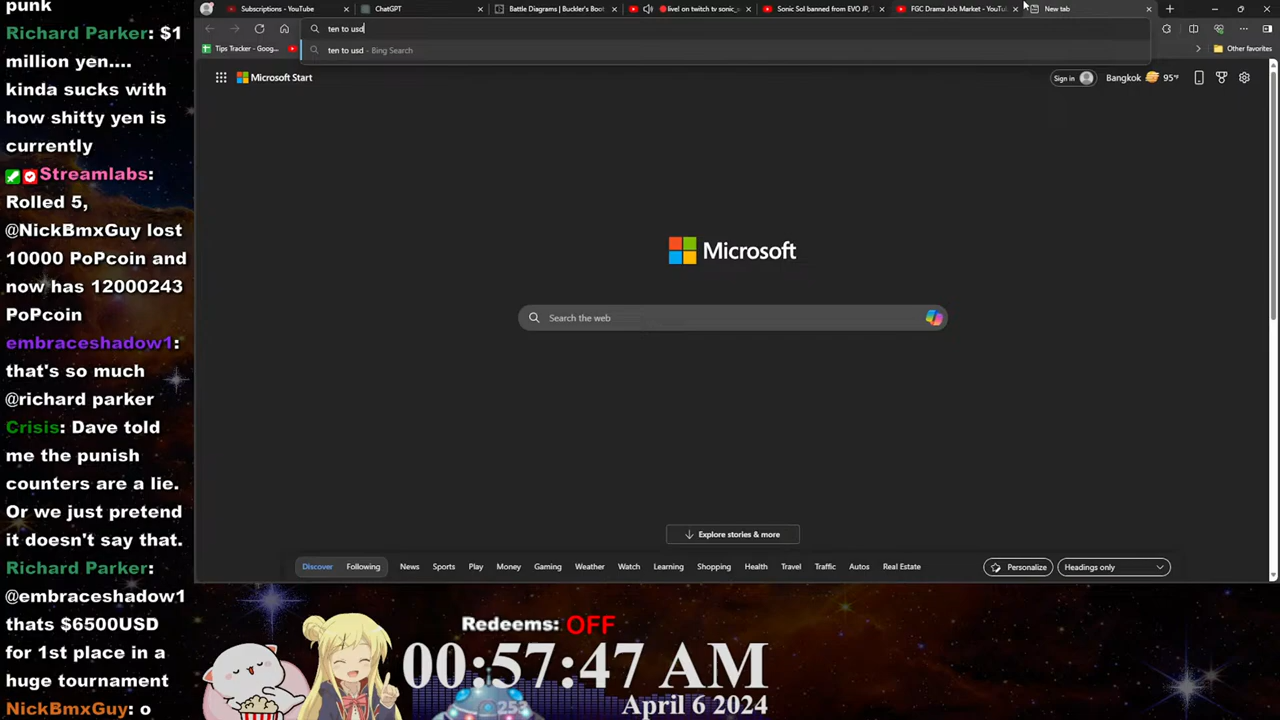 punk
Richard Parker: $1
million yen....
kinda sucks with
how shitty yen is
currently
Streamlabs:
Rolled 5,
@NickBmxGuy lost
10000 PoPcoin and
now has 12000243
PoPcoin
embraceshadow1:
that's so much
@richard parker
Crisis: Dave told
me the punish
counters are a lie.
Or we just pretend
it doesn't say that.
Richard Parker:
@embraceshadow1
thats $6500USD
for 1st place in a
huge tournament
NickBmxGuy: o
Subscriptions - YouTube
ChatGPT
Battle Diagrams | Buckler's Boot
live! on twitch tv sonic_
Sonic Sol banned from EVO JP,
FGC Drama Job Market - YouTu
New tab
ten to usd
ten to usd - Bing Search
Tips Tracker - Goog...
Other favorites
Microsoft Start
Sign in
Bangkok 95°F
Microsoft
Search the web
Explore stories & more
Discover Following News Sports Play Money Gaming Weather Watch Learning Shopping Health Travel Traffic Autos Real Estate
Personalize
Headings only
Redeems: OFF
00:57:47 AM
253
April 6 2024